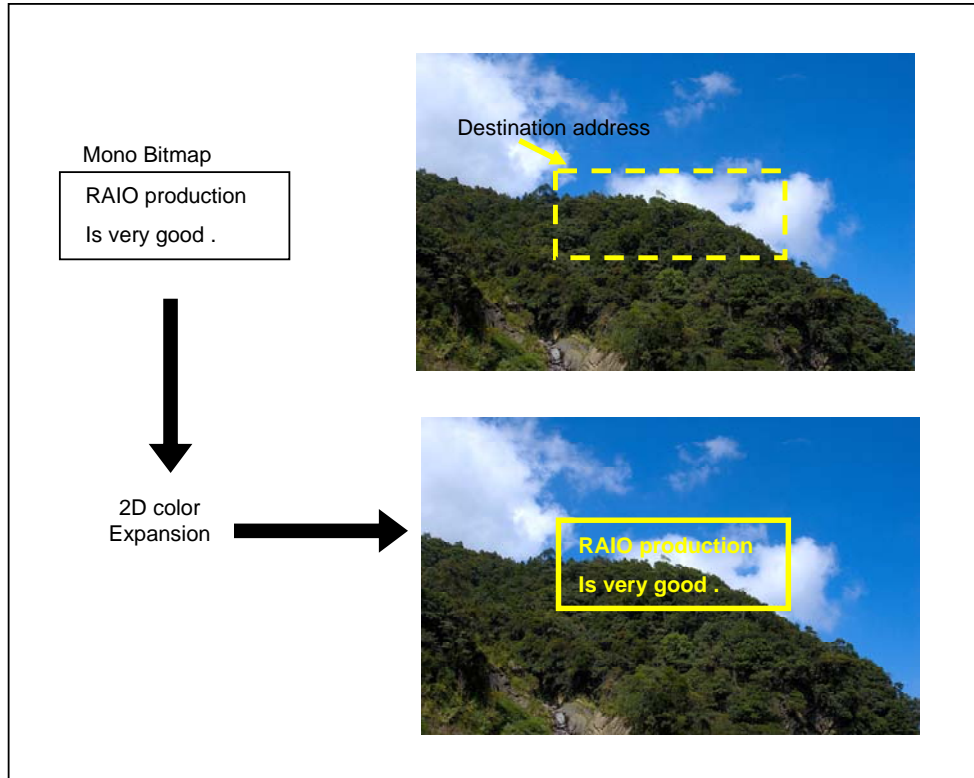 Destination address
Mono Bitmap
RAIO production
Is very good .
2D color
Expansion
RAIO production
Is very good .